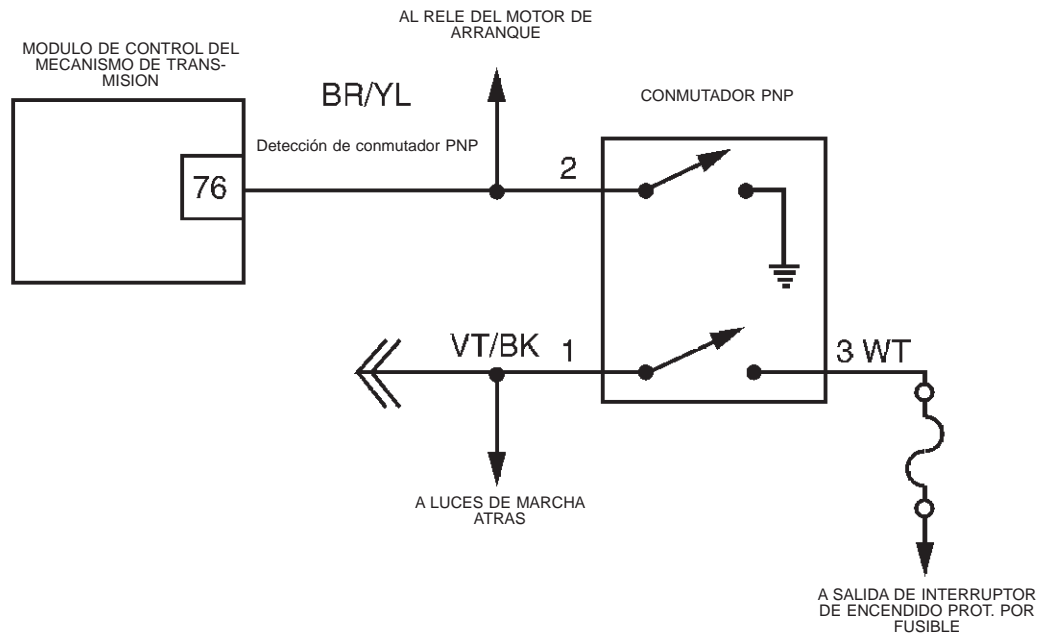 AL RELE DEL MOTOR DE
ARRANQUE
MODULO DE CONTROL DEL
MECANISMO DE TRANS-
MISION
BR/YL
CONMUTADOR PNP
Detección de conmutador PNP
2
76
VT/BK 1
3 WT
A LUCES DE MARCHA
ATRAS
A SALIDA DE INTERRUPTOR
DE ENCENDIDO PROT. POR
FUSIBLE